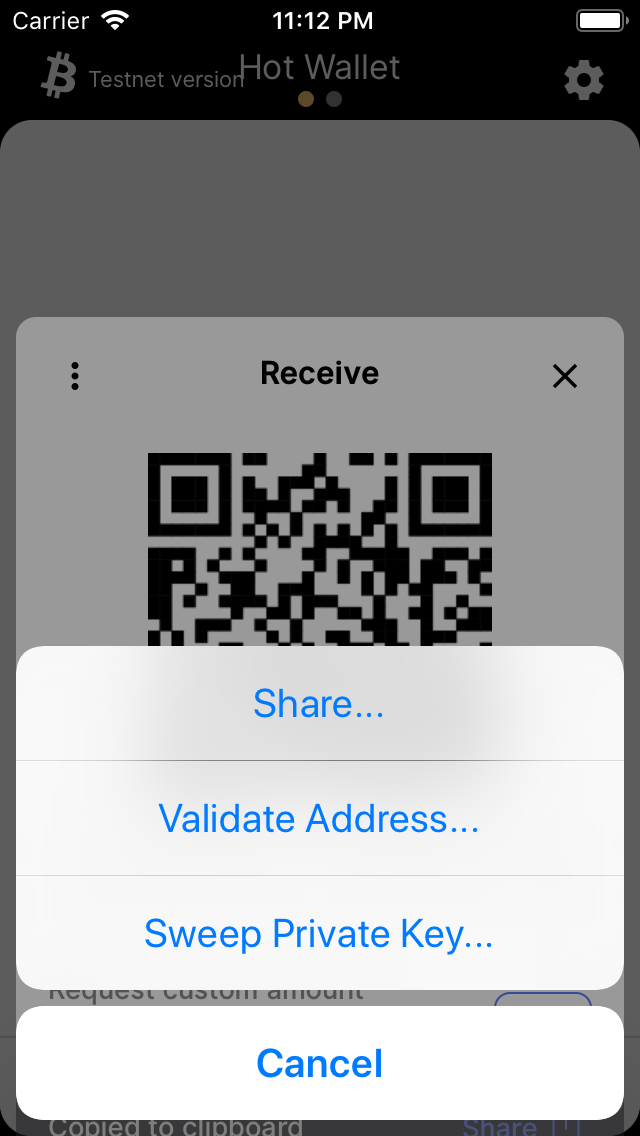 Carrier 11:12 PM
Hot Wallet
Testnet version
Receive
Share...
Validate Address...
Sweep Private Key...
Request custom amount
Cancel
Copied to clipboard Share